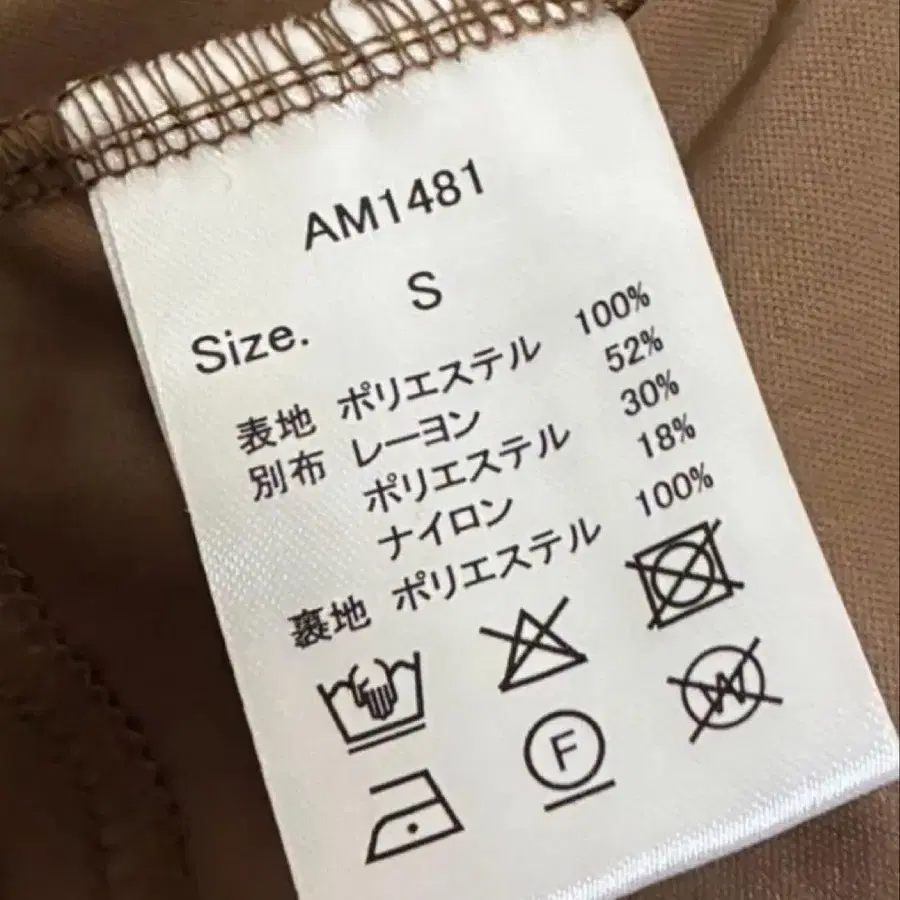 AM1481
Size. S
表地 ポリエステル 100%
別布 レーヨン 52%
ポリエステル 30%
ナイロン 18%
裏地 ポリエステル 100%
F
W